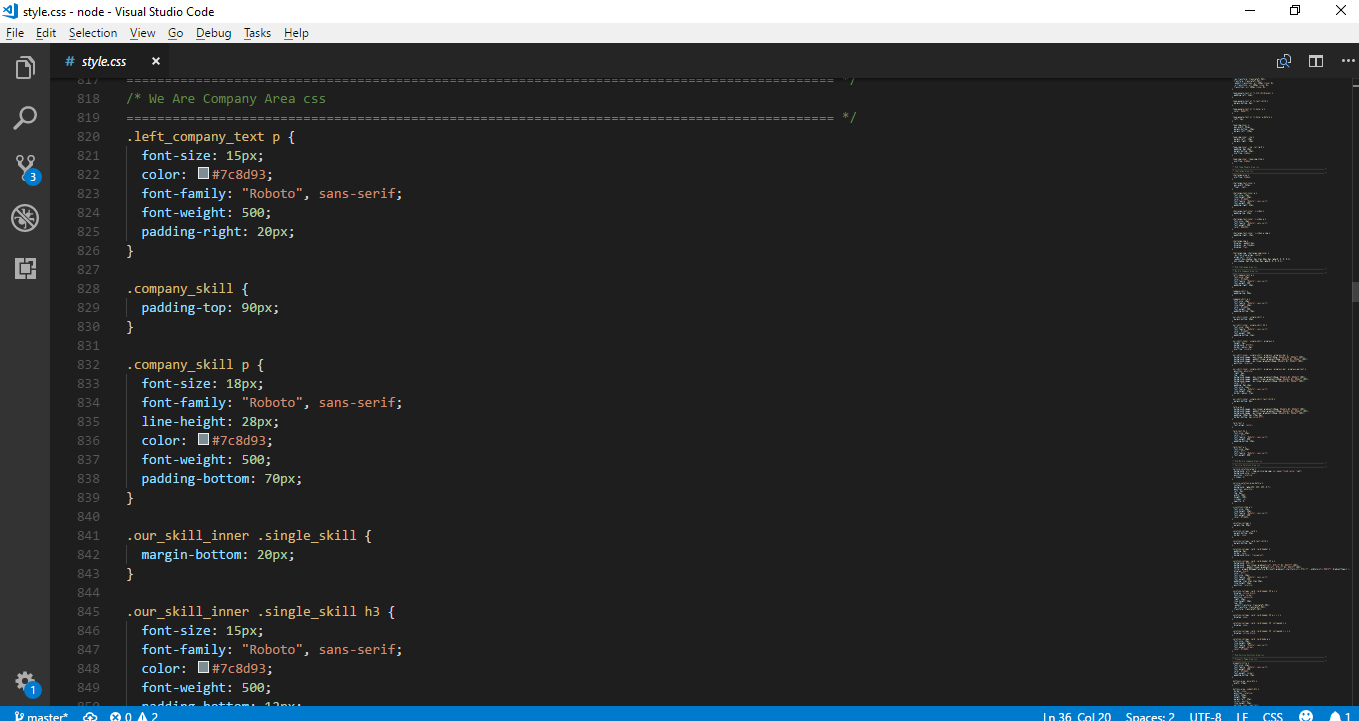 style.css - node - Visual Studio Code
File Edit Selection View Go Debug Tasks Help
# style.css ×
817 ============================================================================================ */
818 /* We Are Company Area css
819 ============================================================================================ */
820 .left_company_text p {
821 font-size: 15px;
822 color: #7c8d93;
823 font-family: "Roboto", sans-serif;
824 font-weight: 500;
825 padding-right: 20px;
826 }
827
828 .company_skill {
829 padding-top: 90px;
830 }
831
832 .company_skill p {
833 font-size: 18px;
834 font-family: "Roboto", sans-serif;
835 line-height: 28px;
836 color: #7c8d93;
837 font-weight: 500;
838 padding-bottom: 70px;
839 }
840
841 .our_skill_inner .single_skill {
842 margin-bottom: 20px;
843 }
844
845 .our_skill_inner .single_skill h3 {
846 font-size: 15px;
847 font-family: "Roboto", sans-serif;
848 color: #7c8d93;
849 font-weight: 500;
850 padding-bottom: 12px;
3
1
master* 0 2 Ln 36, Col 20 Spaces: 2 UTF-8 LF CSS 1